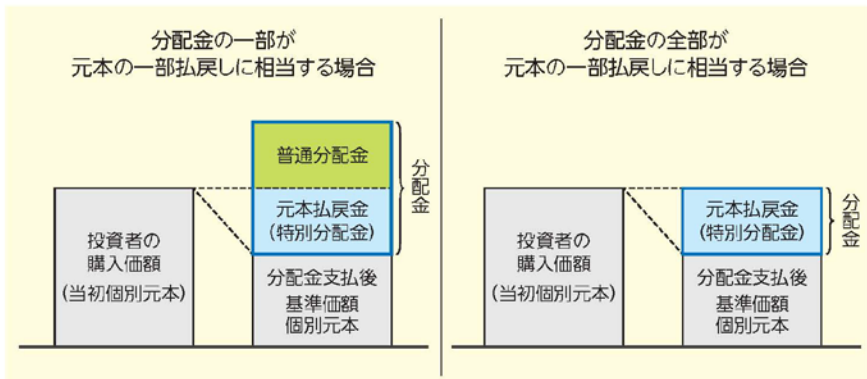 分配金の一部が
元本の一部払戻しに相当する場合
普通分配金
元本払戻金
(特別分配金)
分配金
投資者の
購入価額
(当初個別元本)
分配金支払後
基準価額
個別元本
分配金の全部が
元本の一部払戻しに相当する場合
元本払戻金
(特別分配金)
分配金
投資者の
購入価額
(当初個別元本)
分配金支払後
基準価額
個別元本